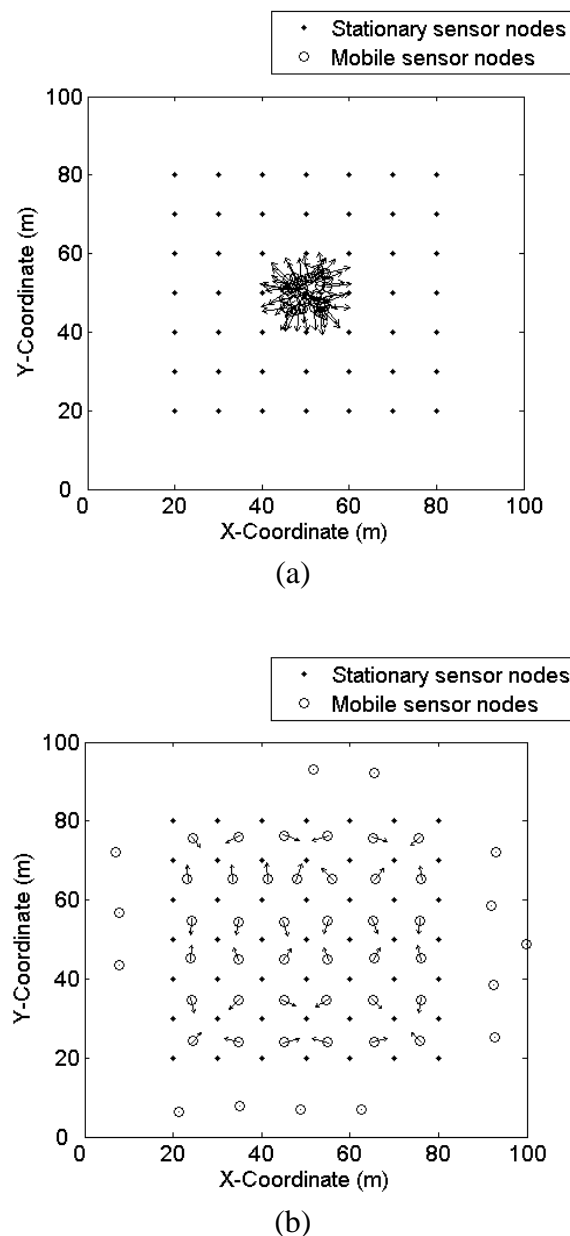 Stationary sensor nodes
Mobile sensor nodes
100
80
60
40
20
0
Y-Coordinate (m)
0 20 40 60 80 100
X-Coordinate (m)
(a)
Stationary sensor nodes
Mobile sensor nodes
100
80
60
40
20
0
Y-Coordinate (m)
0 20 40 60 80 100
X-Coordinate (m)
(b)